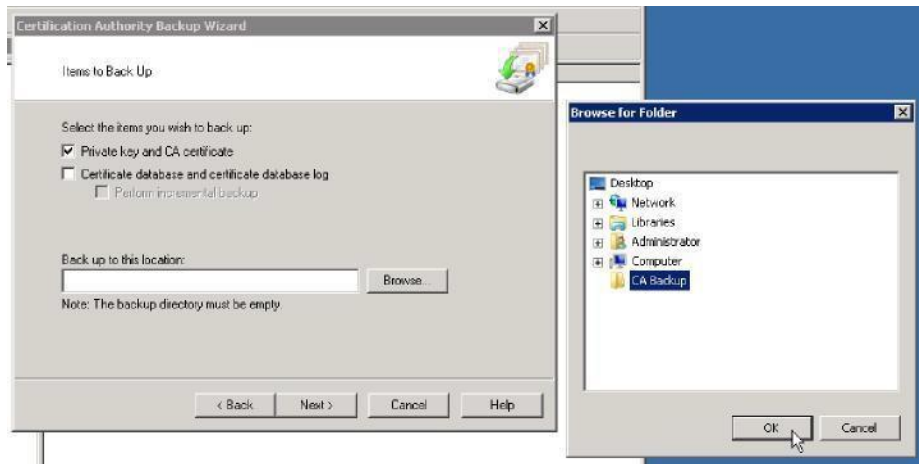 Certification Authority Backup Wizard
Items to Back Up
Select the items you wish to back up:
Private key and CA certificate
Certificate database and certificate database log
Perform incremental backup
Back up to this location:
Browse...
Note: The backup directory must be empty.
< Back
Next >
Cancel
Help
Browse for Folder
Desktop
Network
Libraries
Administrator
Computer
CA Backup
OK
Cancel